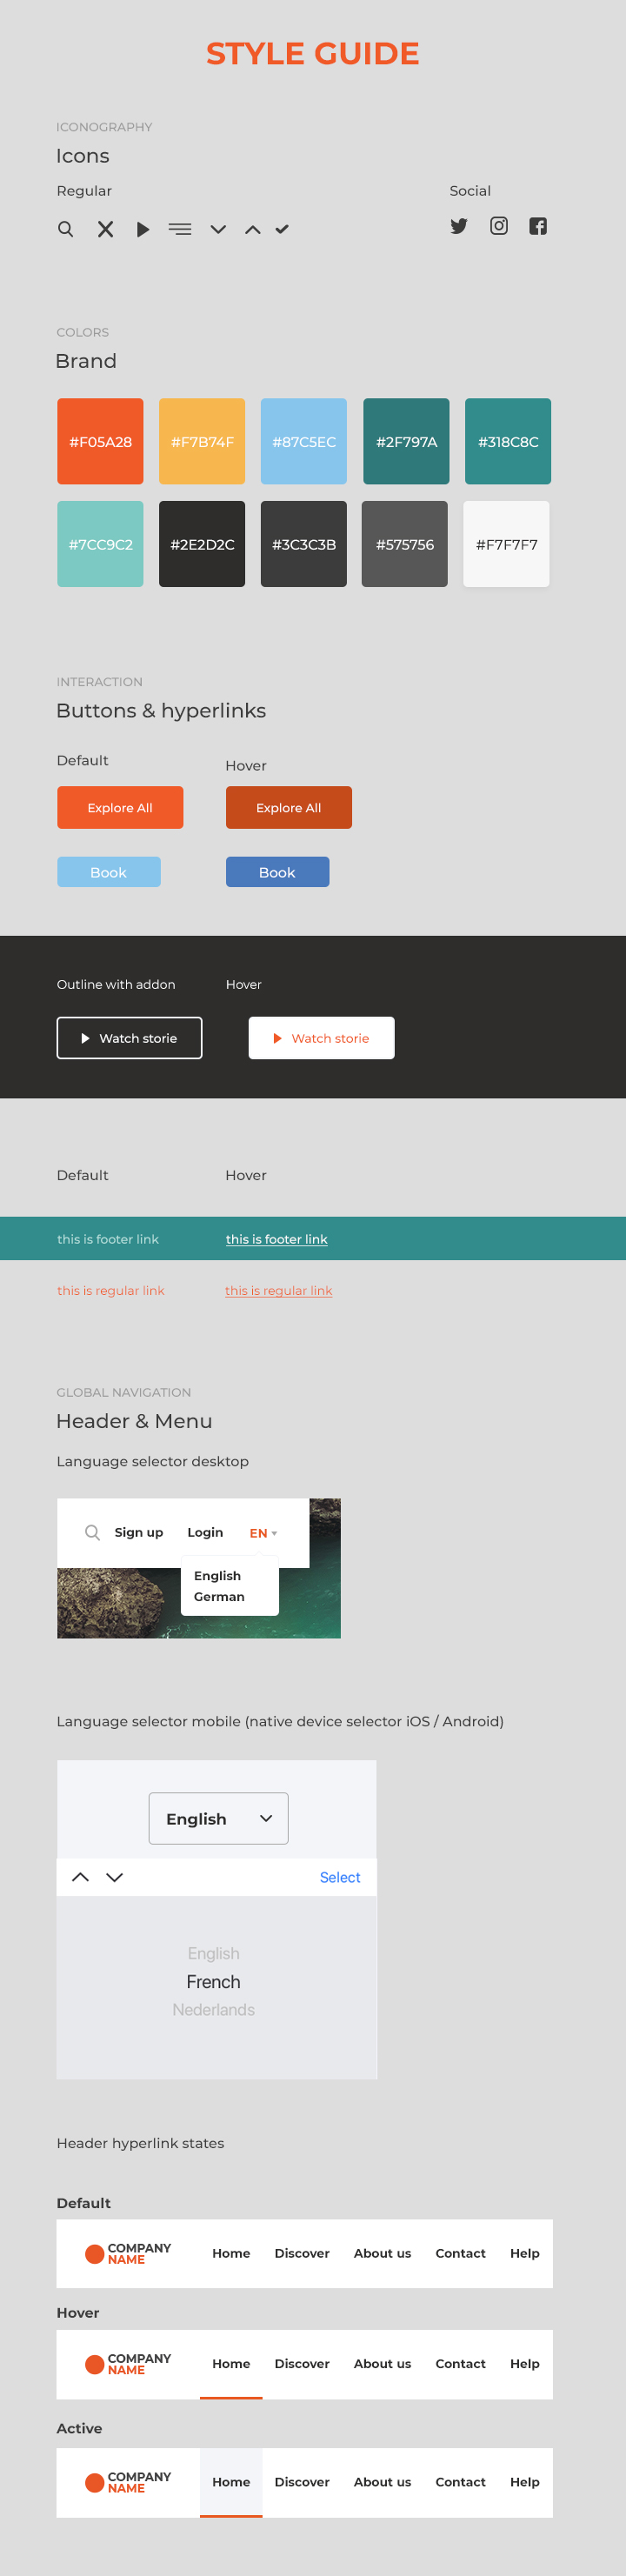 STYLE GUIDE
ICONOGRAPHY
Icons
Regular
Social
COLORS
Brand
#F05A28
#F7B74F
#87C5EC
#2F797A
#318C8C
#7CC9C2
#2E2D2C
#3C3C3B
#575756
#F7F7F7
INTERACTION
Buttons & hyperlinks
Default
Hover
Explore All
Explore All
Book
Book
Outline with addon
Hover
Watch storie
Watch storie
Default
Hover
this is footer link
this is footer link
this is regular link
this is regular link
GLOBAL NAVIGATION
Header & Menu
Language selector desktop
Sign up
Login
EN
English
German
Language selector mobile (native device selector iOS / Android)
English
Select
English
French
Nederlands
Header hyperlink states
Default
COMPANY
NAME
Home
Discover
About us
Contact
Help
Hover
COMPANY
NAME
Home
Discover
About us
Contact
Help
Active
COMPANY
NAME
Home
Discover
About us
Contact
Help